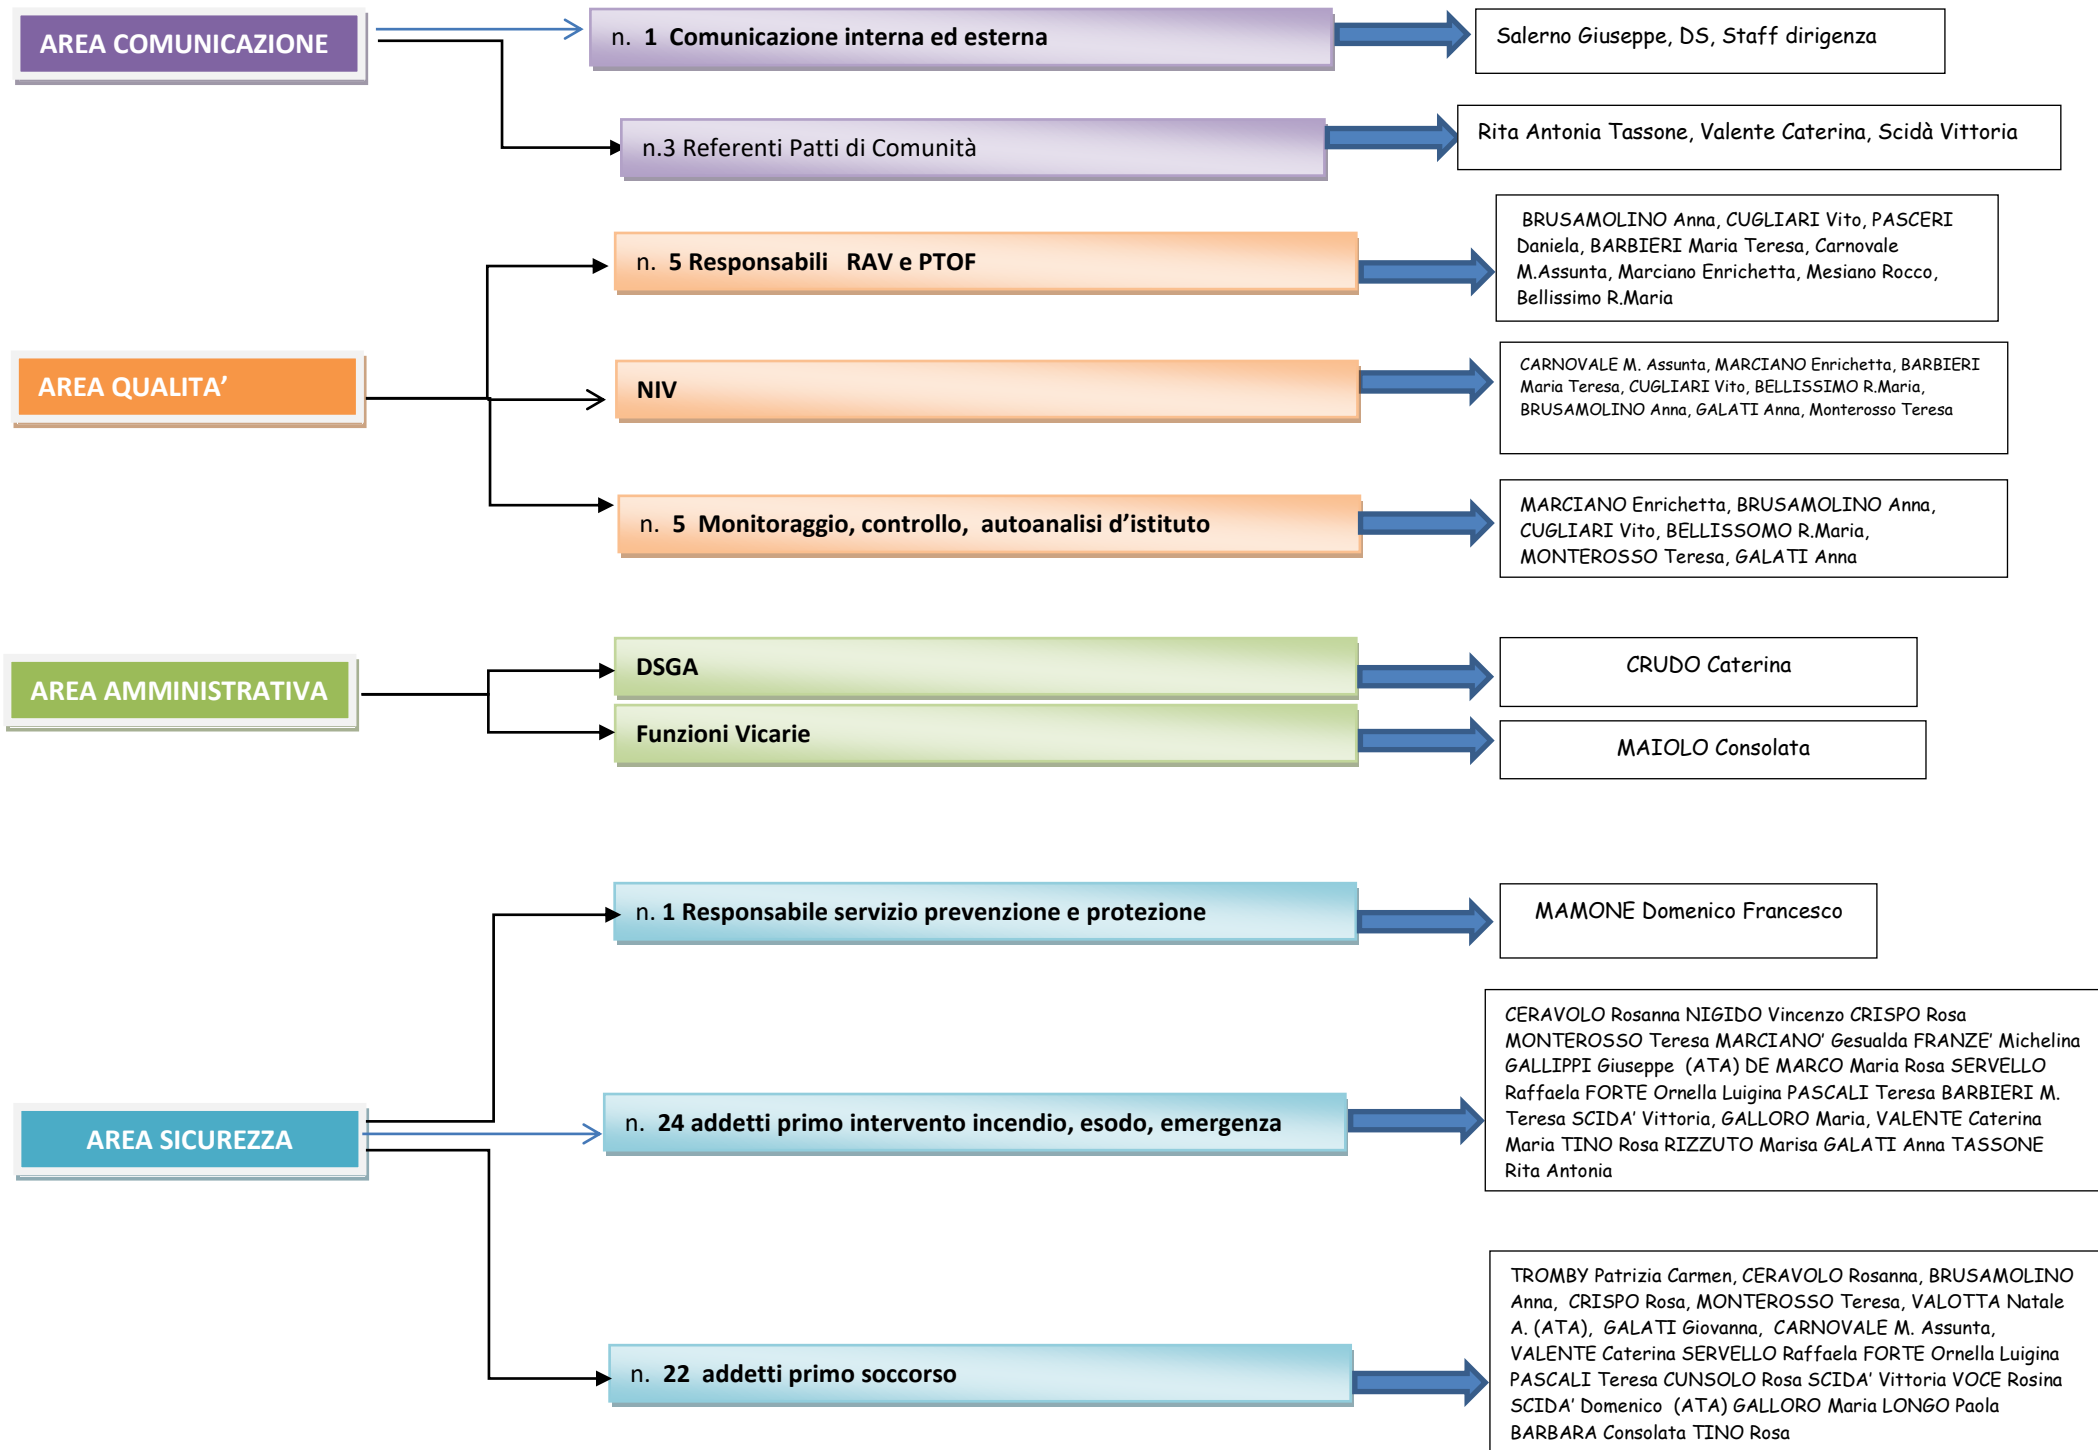 AREA COMUNICAZIONE
n. 1 Comunicazione interna ed esterna
Salerno Giuseppe, DS, Staff dirigenza
n.3 Referenti Patti di Comunità
Rita Antonia Tassone, Valente Caterina, Scidà Vittoria
AREA QUALITA’
n. 5 Responsabili RAV e PTOF
BRUSAMOLINO Anna, CUGLIARI Vito, PASCERI
Daniela, BARBIERI Maria Teresa, Carnovale
M.Assunta, Marciano Enrichetta, Mesiano Rocco,
Bellissimo R.Maria
NIV
CARNOVALE M. Assunta, MARCIANO Enrichetta, BARBIERI
Maria Teresa, CUGLIARI Vito, BELLISSIMO R.Maria,
BRUSAMOLINO Anna, GALATI Anna, Monterosso Teresa
n. 5 Monitoraggio, controllo, autoanalisi d’istituto
MARCIANO Enrichetta, BRUSAMOLINO Anna,
CUGLIARI Vito, BELLISSOMO R.Maria,
MONTEROSSO Teresa, GALATI Anna
AREA AMMINISTRATIVA
DSGA
CRUDO Caterina
Funzioni Vicarie
MAIOLO Consolata
AREA SICUREZZA
n. 1 Responsabile servizio prevenzione e protezione
MAMONE Domenico Francesco
n. 24 addetti primo intervento incendio, esodo, emergenza
CERAVOLO Rosanna NIGIDO Vincenzo CRISPO Rosa
MONTEROSSO Teresa MARCIANO’ Gesualda FRANZE’ Michelina
GALLIPPI Giuseppe (ATA) DE MARCO Maria Rosa SERVELLO
Raffaela FORTE Ornella Luigina PASCALI Teresa BARBIERI M.
Teresa SCIDA’ Vittoria, GALLORO Maria, VALENTE Caterina
Maria TINO Rosa RIZZUTO Marisa GALATI Anna TASSONE
Rita Antonia
n. 22 addetti primo soccorso
TROMBY Patrizia Carmen, CERAVOLO Rosanna, BRUSAMOLINO
Anna, CRISPO Rosa, MONTEROSSO Teresa, VALOTTA Natale
A. (ATA), GALATI Giovanna, CARNOVALE M. Assunta,
VALENTE Caterina SERVELLO Raffaela FORTE Ornella Luigina
PASCALI Teresa CUNSOLO Rosa SCIDA’ Vittoria VOCE Rosina
SCIDA’ Domenico (ATA) GALLORO Maria LONGO Paola
BARBARA Consolata TINO Rosa